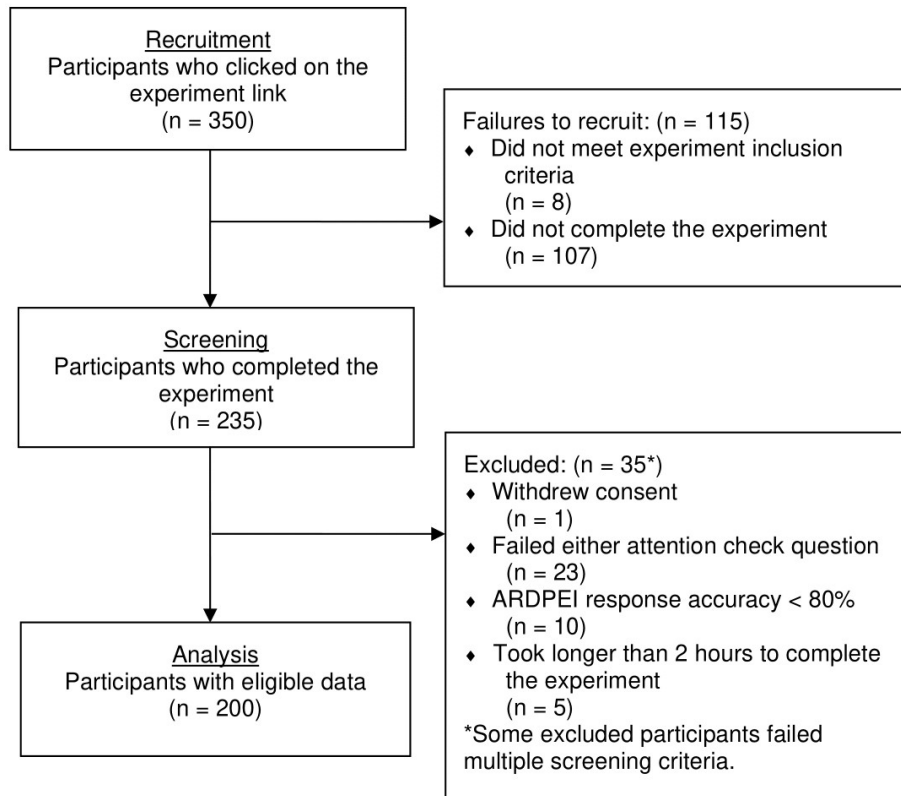 Recruitment
Participants who clicked on the
experiment link
(n = 350)
Failures to recruit: (n = 115)
♦ Did not meet experiment inclusion
criteria
(n = 8)
♦ Did not complete the experiment
(n = 107)
Screening
Participants who completed the
experiment
(n = 235)
Excluded: (n = 35*)
♦ Withdrew consent
(n = 1)
♦ Failed either attention check question
(n = 23)
♦ ARDPEI response accuracy < 80%
(n = 10)
♦ Took longer than 2 hours to complete
the experiment
(n = 5)
*Some excluded participants failed
multiple screening criteria.
Analysis
Participants with eligible data
(n = 200)